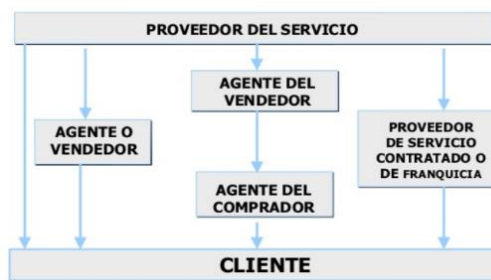 PROVEEDOR DEL SERVICIO
AGENTE O
VENDEDOR
AGENTE DEL
VENDEDOR
AGENTE DEL
COMPRADOR
PROVEEDOR
DE SERVICIO
CONTRATADO O
DE FRANQUICIA
CLIENTE